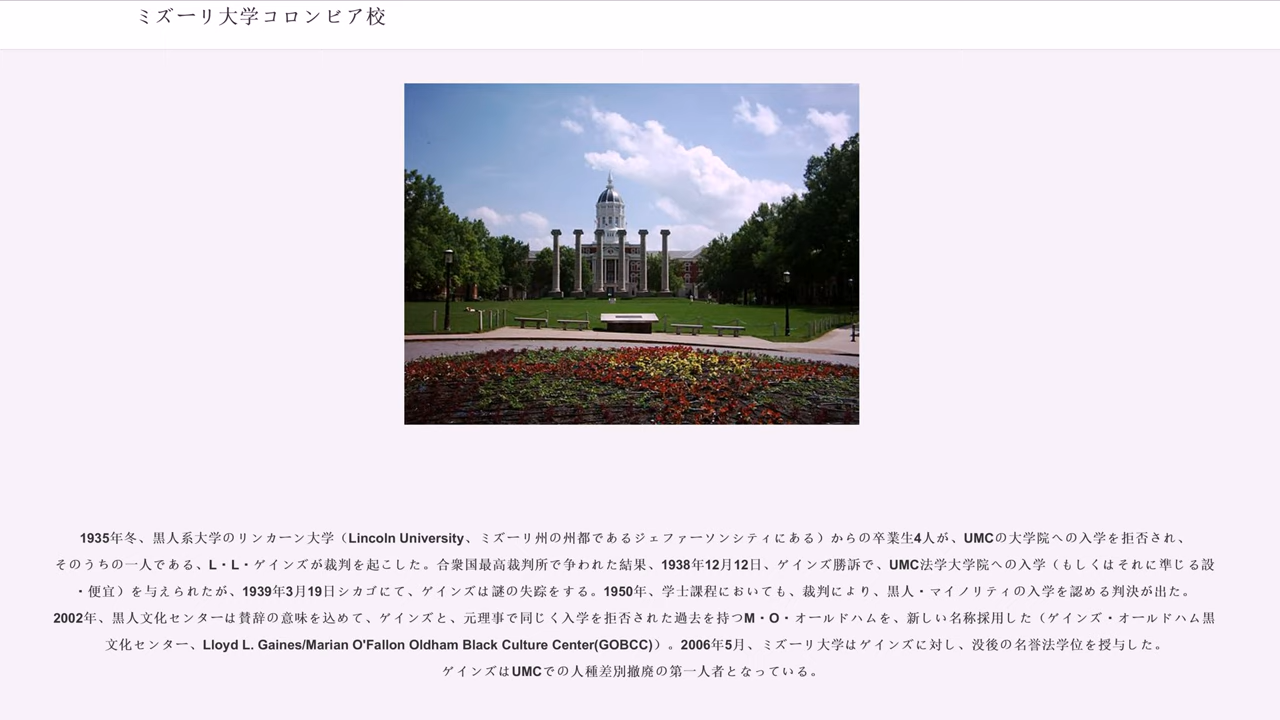 ミズーリ大学コロンビア校
1935年冬、黒人系大学のリンカーン大学（Lincoln University、ミズーリ州の州都であるジェファーソンシティにある）からの卒業生4人が、UMCの大学院への入学を拒否され、
そのうちの一人である、L・L・ゲインズが裁判を起こした。合衆国最高裁判所で争われた結果、1938年12月12日、ゲインズ勝訴で、UMC法学大学院への入学（もしくはそれに準じる設
・便宜）を与えられたが、1939年3月19日シカゴにて、ゲインズは謎の失踪をする。1950年、学士課程においても、裁判により、黒人・マイノリティの入学を認める判決が出た。
2002年、黒人文化センターは賛辞の意味を込めて、ゲインズと、元理事で同じく入学を拒否された過去を持つM・O・オールドハムを、新しい名称採用した（ゲインズ・オールドハム黒
文化センター、Lloyd L. Gaines/Marian O'Fallon Oldham Black Culture Center(GOBCC)）。2006年5月、ミズーリ大学はゲインズに対し、没後の名誉法学位を授与した。
ゲインズはUMCでの人種差別撤廃の第一人者となっている。